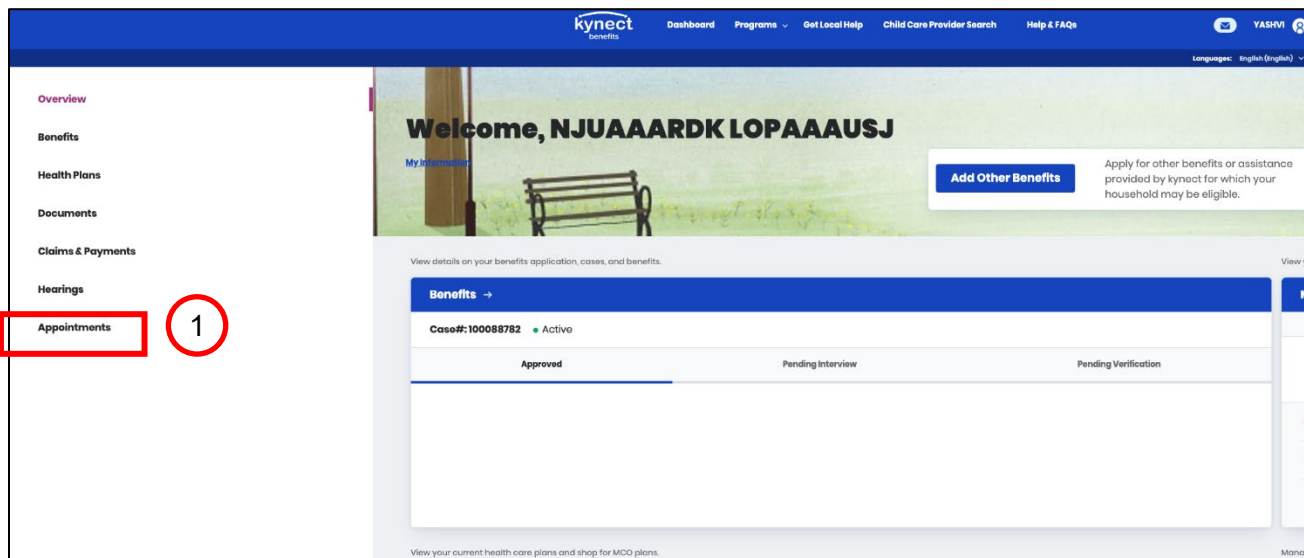 kynect
benefits
Dashboard Programs Get Local Help Child Care Provider Search Help & FAQs YASHVI
Languages: English (English)
Overview
Benefits
Health Plans
Documents
Claims & Payments
Hearings
Appointments
1
Welcome, NJUAAARDK LOPAAAUSJ
My Information
Add Other Benefits
Apply for other benefits or assistance
provided by kynect for which your
household may be eligible.
View details on your benefits application, cases, and benefits.
View
Benefits →
Case#: 100088782 Active
Approved Pending Interview Pending Verification
View your current health care plans and shop for MCO plans.